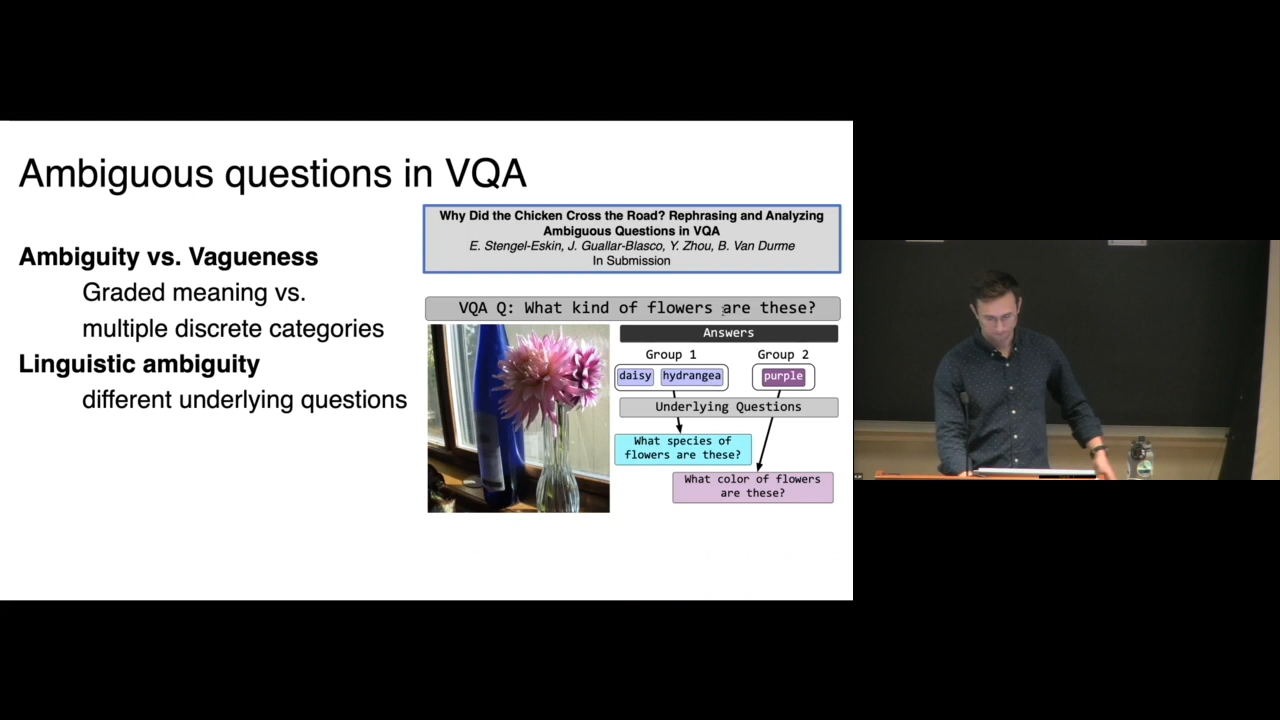 Ambiguous questions in VQA
Ambiguity vs. Vagueness
Graded meaning vs.
multiple discrete categories
Linguistic ambiguity
different underlying questions
Why Did the Chicken Cross the Road? Rephrasing and Analyzing
Ambiguous Questions in VQA
E. Stengel-Eskin, J. Guallar-Blasco, Y. Zhou, B. Van Durme
In Submission
VQA Q: What kind of flowers are these?
Answers
Group 1
Group 2
daisy
hydrangea
purple
Underlying Questions
What species of
flowers are these?
What color of flowers
are these?